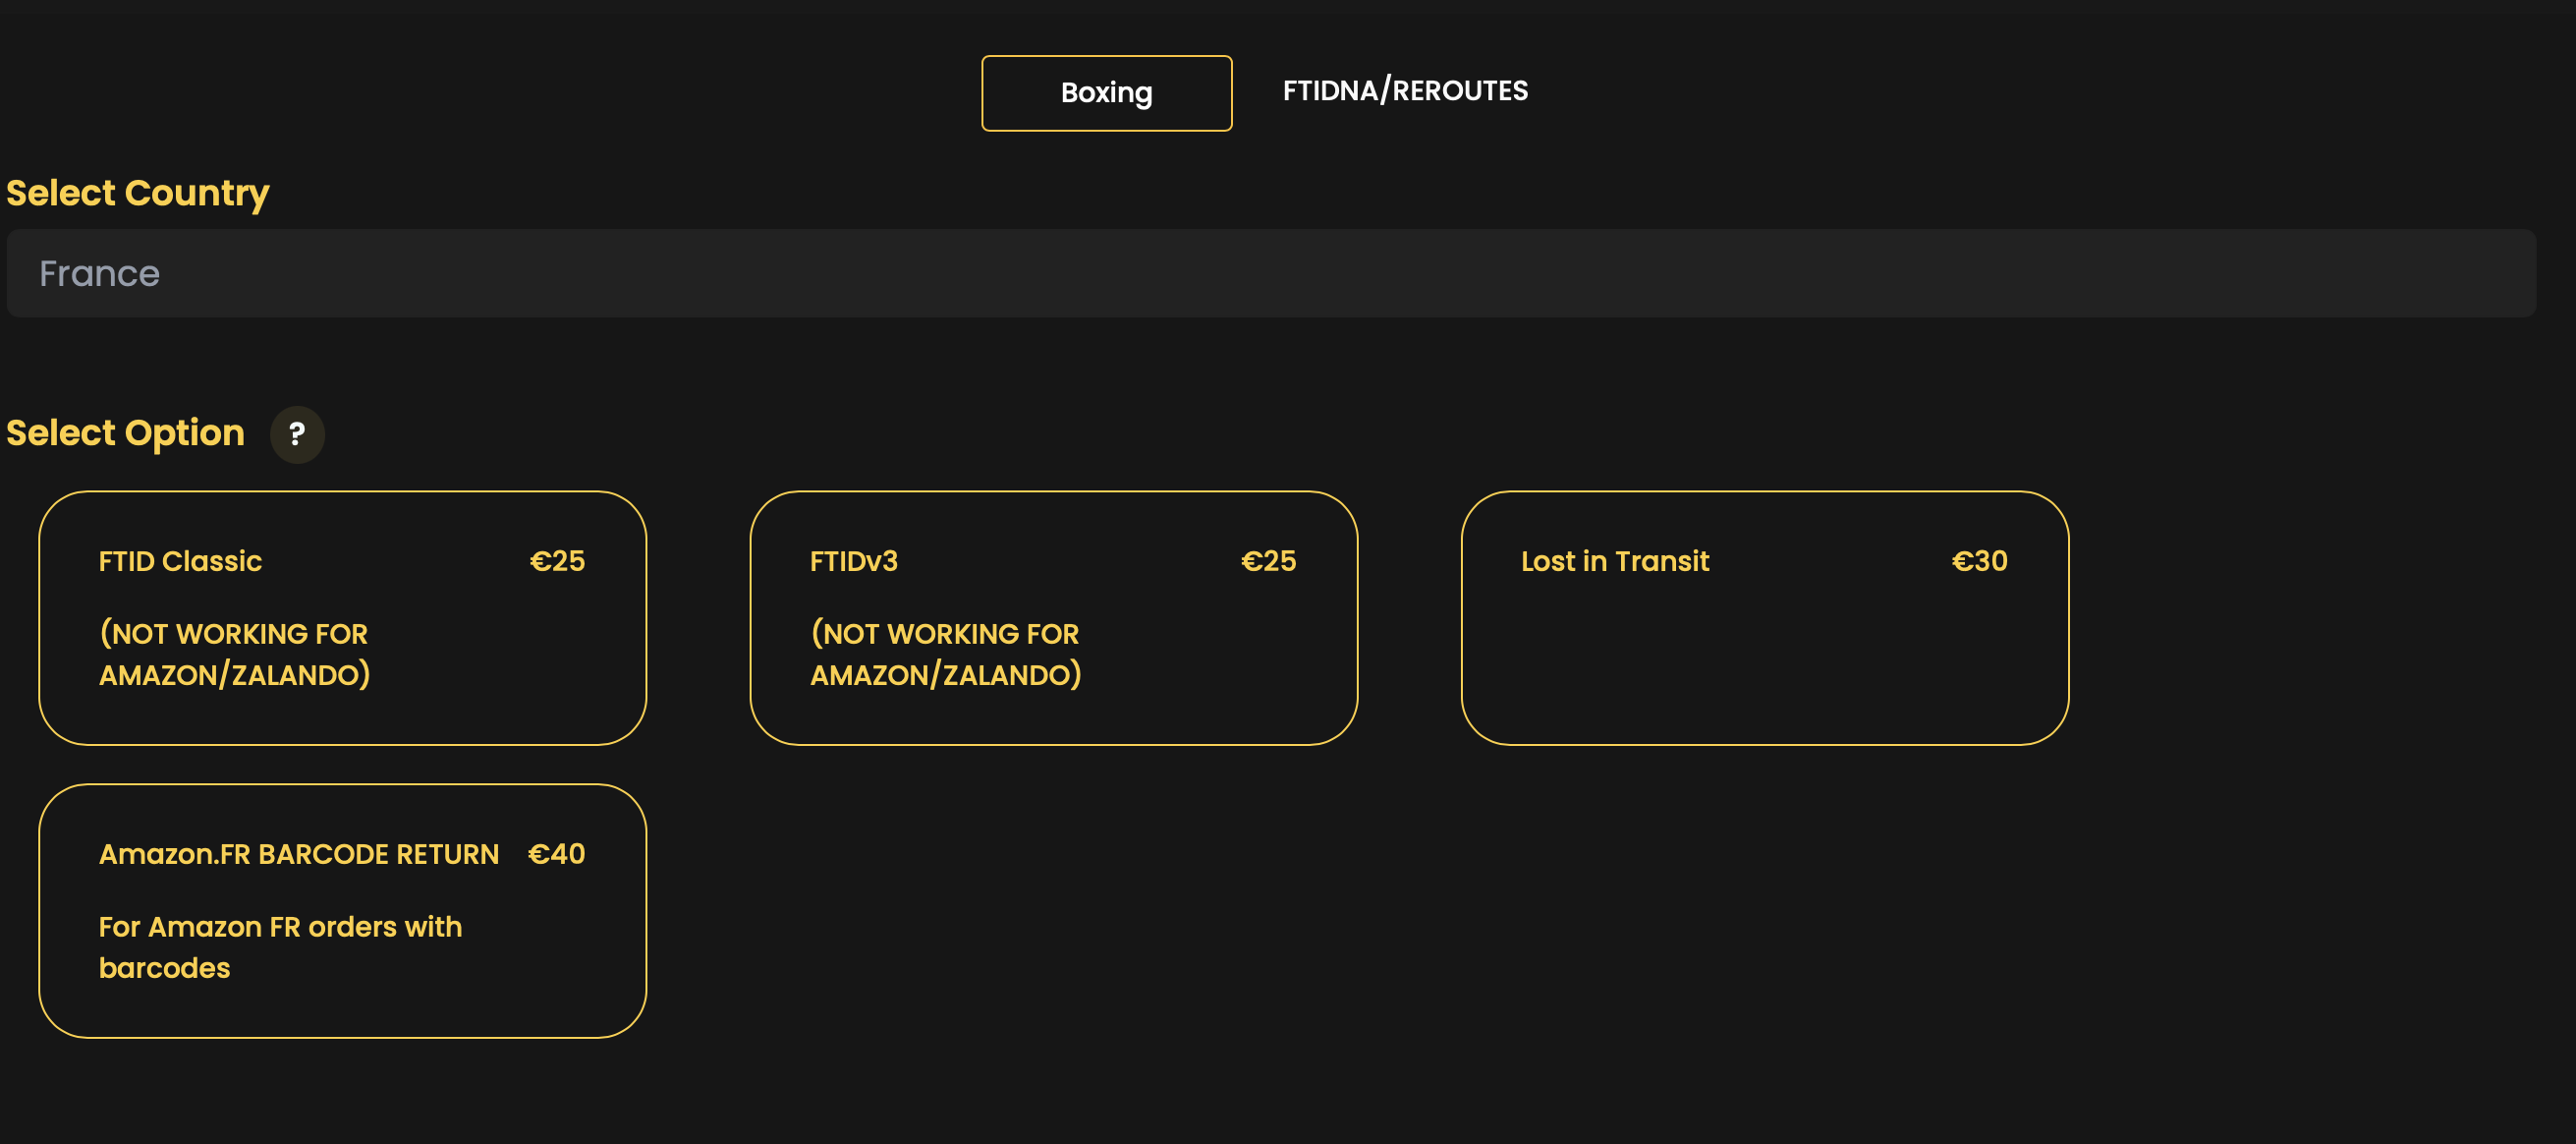 Boxing
FTIDNA/REROUTES
Select Country
France
Select Option
?
FTID Classic
€25
(NOT WORKING FOR
AMAZON/ZALANDO)
FTIDv3
€25
(NOT WORKING FOR
AMAZON/ZALANDO)
Lost in Transit
€30
Amazon.FR BARCODE RETURN
€40
For Amazon FR orders with
barcodes